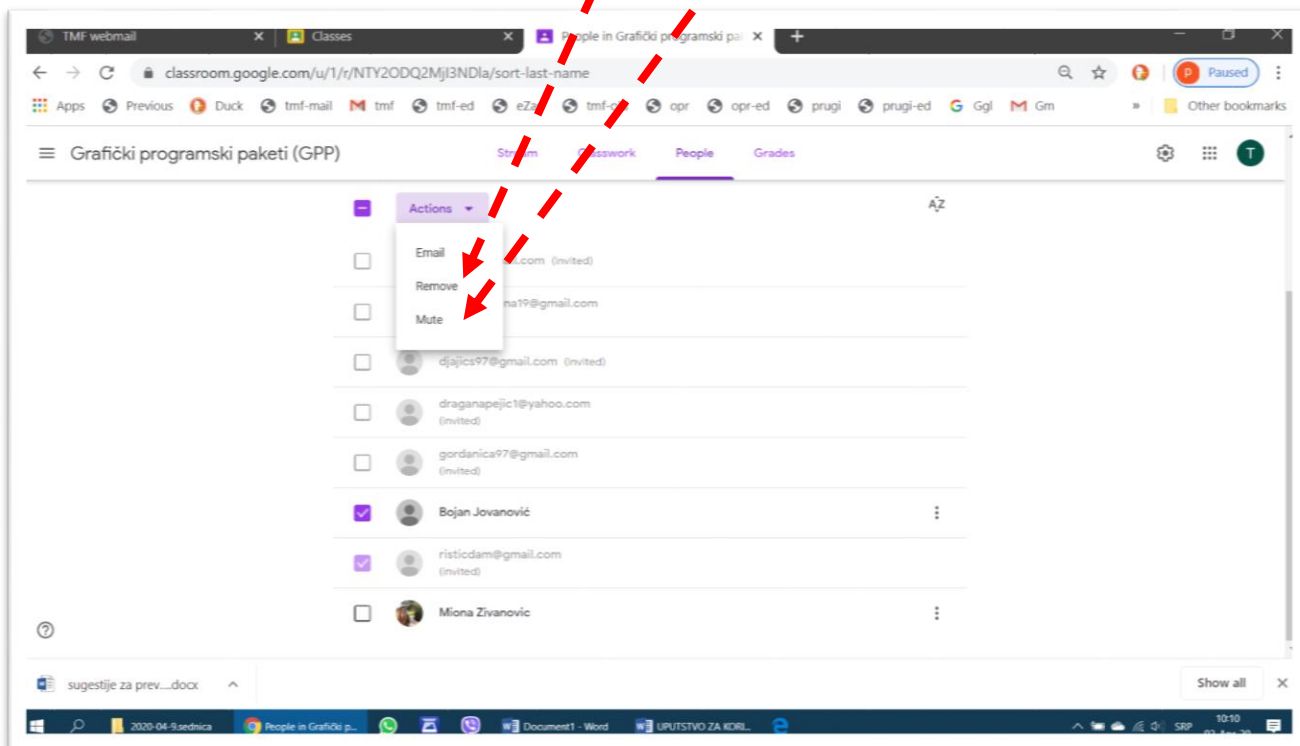 TMF webmail
Classes
People in Grafički programski pa
classroom.google.com/u/1/r/NTY2ODQ2MjI3NDla/sort-last-name
Paused
Apps Previous Duck tmf-mail tmf tmf-ed opr opr-ed prugi prugi-ed Ggl Gm » Other bookmarks
Grafički programski paketi (GPP)
Stream Classwork People Grades
T
Actions
AZ
Email
(invited)
Remove
na19@gmail.com
Mute
djajics97@gmail.com (invited)
draganapejic1@yahoo.com
(invited)
gordanica97@gmail.com
(invited)
Bojan Jovanović
risticdam@gmail.com
(invited)
Miona Zivanovic
sugestije za prev....docx
Show all
2020-04-9.sednica People in Grafički p... Document1 - Word UPUTSTVO ZA KORI... SRP 10:10